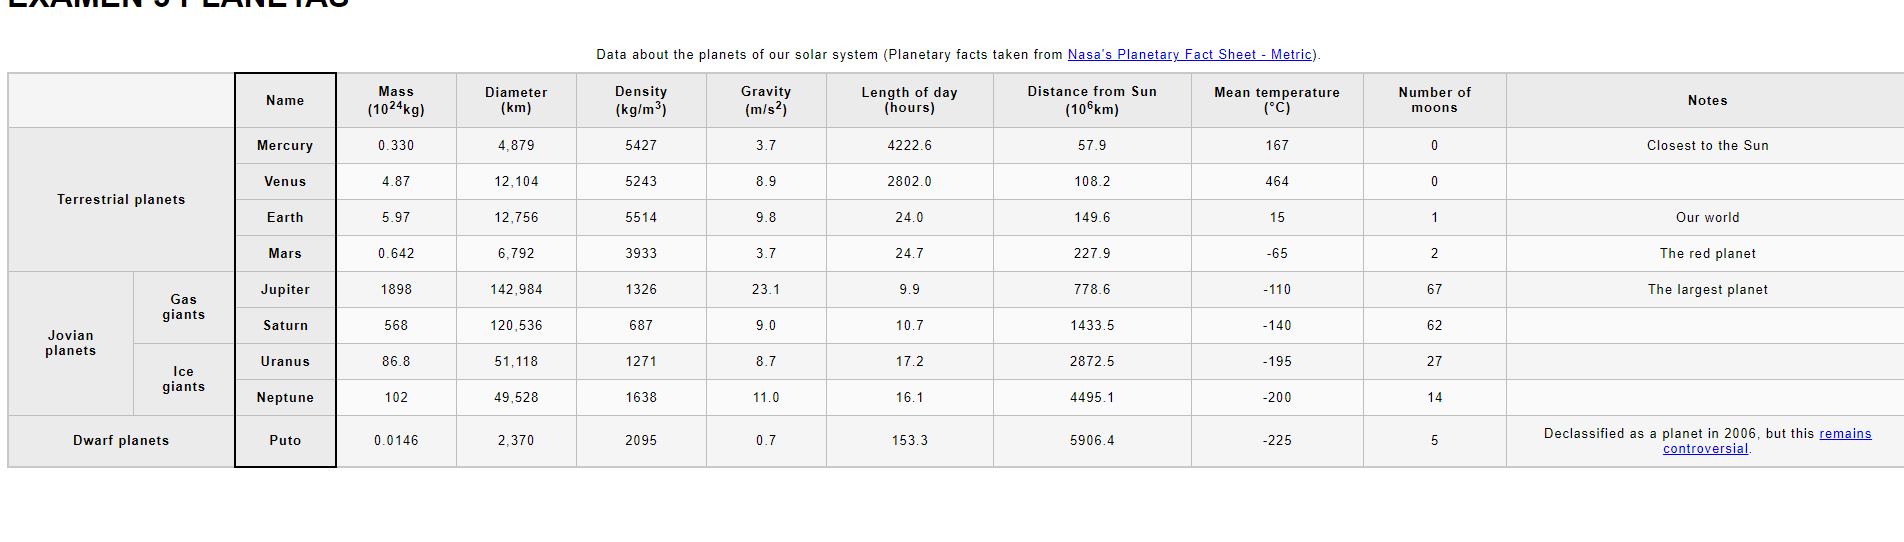 EXAMEN 3 PLANETAS
Data about the planets of our solar system (Planetary facts taken from Nasa's Planetary Fact Sheet - Metric).
Name Mass (10²⁴kg) Diameter (km) Density (kg/m³) Gravity (m/s²) Length of day (hours) Distance from Sun (10⁶km) Mean temperature (°C) Number of moons Notes
Terrestrial planets Mercury 0.330 4,879 5427 3.7 4222.6 57.9 167 0 Closest to the Sun
Venus 4.87 12,104 5243 8.9 2802.0 108.2 464 0
Earth 5.97 12,756 5514 9.8 24.0 149.6 15 1 Our world
Mars 0.642 6,792 3933 3.7 24.7 227.9 -65 2 The red planet
Jovian planets Gas giants Jupiter 1898 142,984 1326 23.1 9.9 778.6 -110 67 The largest planet
Saturn 568 120,536 687 9.0 10.7 1433.5 -140 62
Ice giants Uranus 86.8 51,118 1271 8.7 17.2 2872.5 -195 27
Neptune 102 49,528 1638 11.0 16.1 4495.1 -200 14
Dwarf planets Puto 0.0146 2,370 2095 0.7 153.3 5906.4 -225 5 Declassified as a planet in 2006, but this remains controversial.